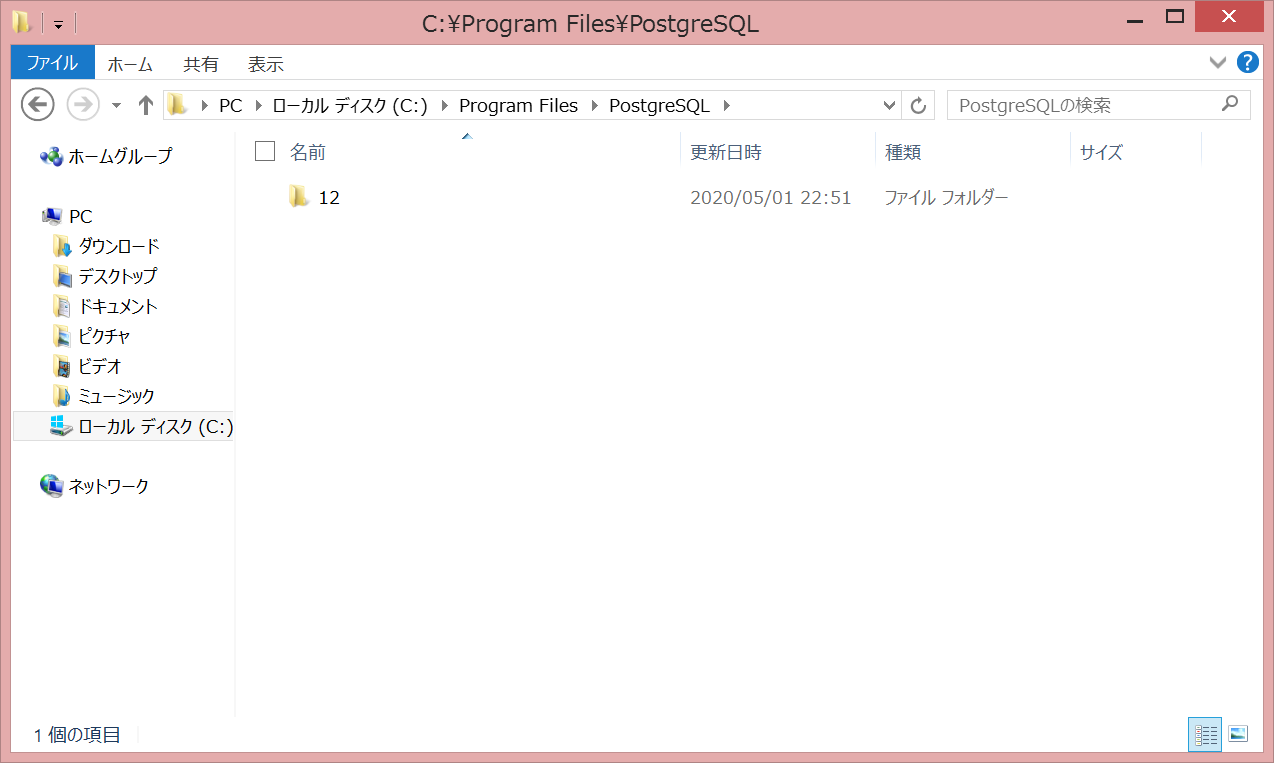 C:¥Program Files¥PostgreSQL
ファイル ホーム 共有 表示
PC ローカル ディスク (C:) Program Files PostgreSQL PostgreSQLの検索
名前 更新日時 種類 サイズ
12 2020/05/01 22:51 ファイル フォルダー
ホームグループ
PC
ダウンロード
デスクトップ
ドキュメント
ピクチャ
ビデオ
ミュージック
ローカル ディスク (C:)
ネットワーク
1 個の項目